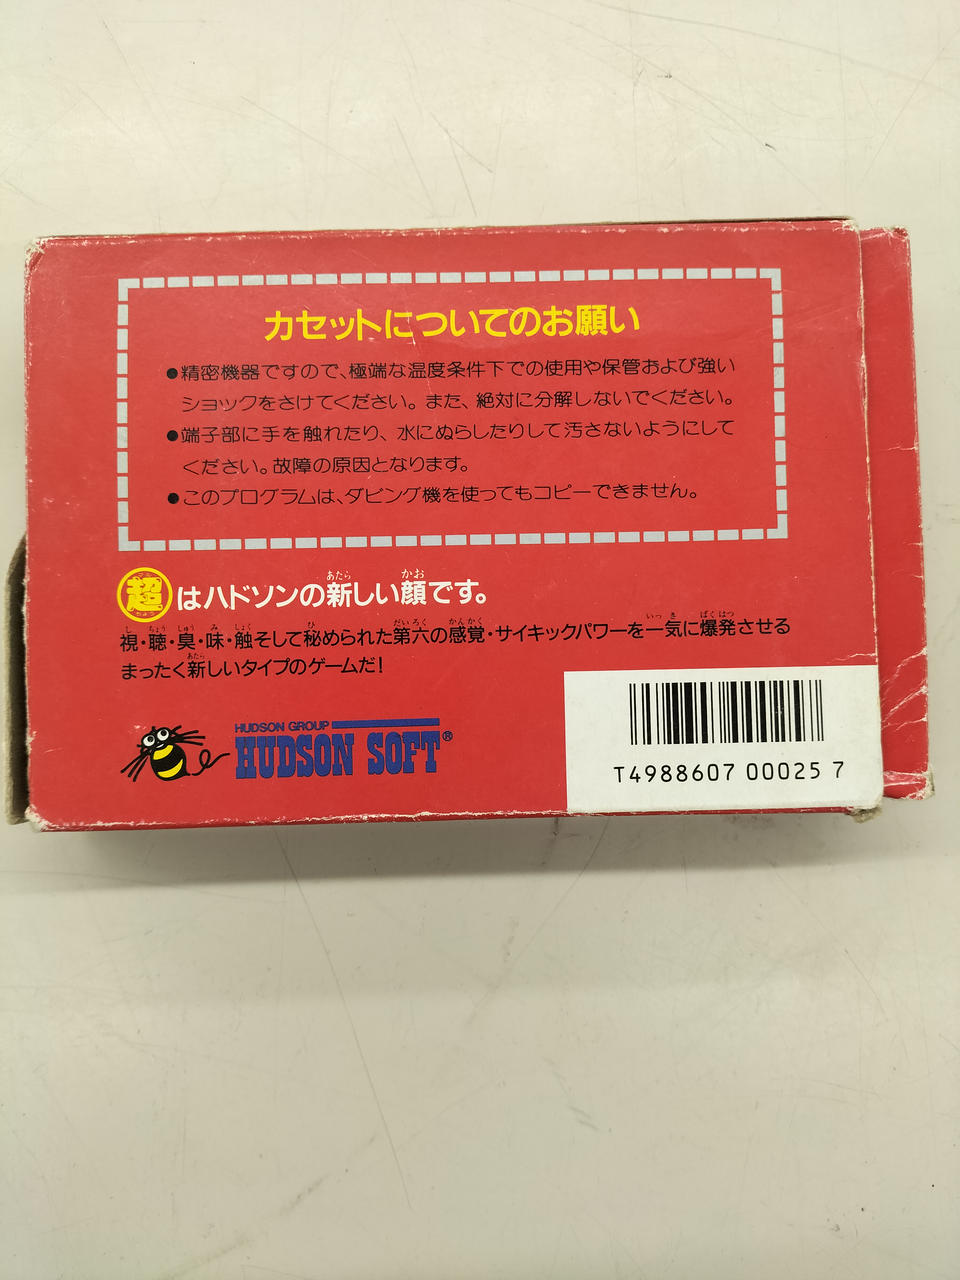 カセットについてのお願い
●精密機器ですので、極端な温度条件下での使用や保管および強い
ショックをさけてください。また、絶対に分解しないでください。
●端子部に手を触れたり、水にぬらしたりして汚さないようにして
ください。故障の原因となります。
●このプログラムは、ダビング機を使ってもコピーできません。
超はハドソンの新しい顔です。
視・聴・臭・味・触そして秘められた第六の感覚・サイキックパワーを一気に爆発させる
まったく新しいタイプのゲームだ!
HUDSON GROUP
HUDSON SOFT®
T4988607 00025 7